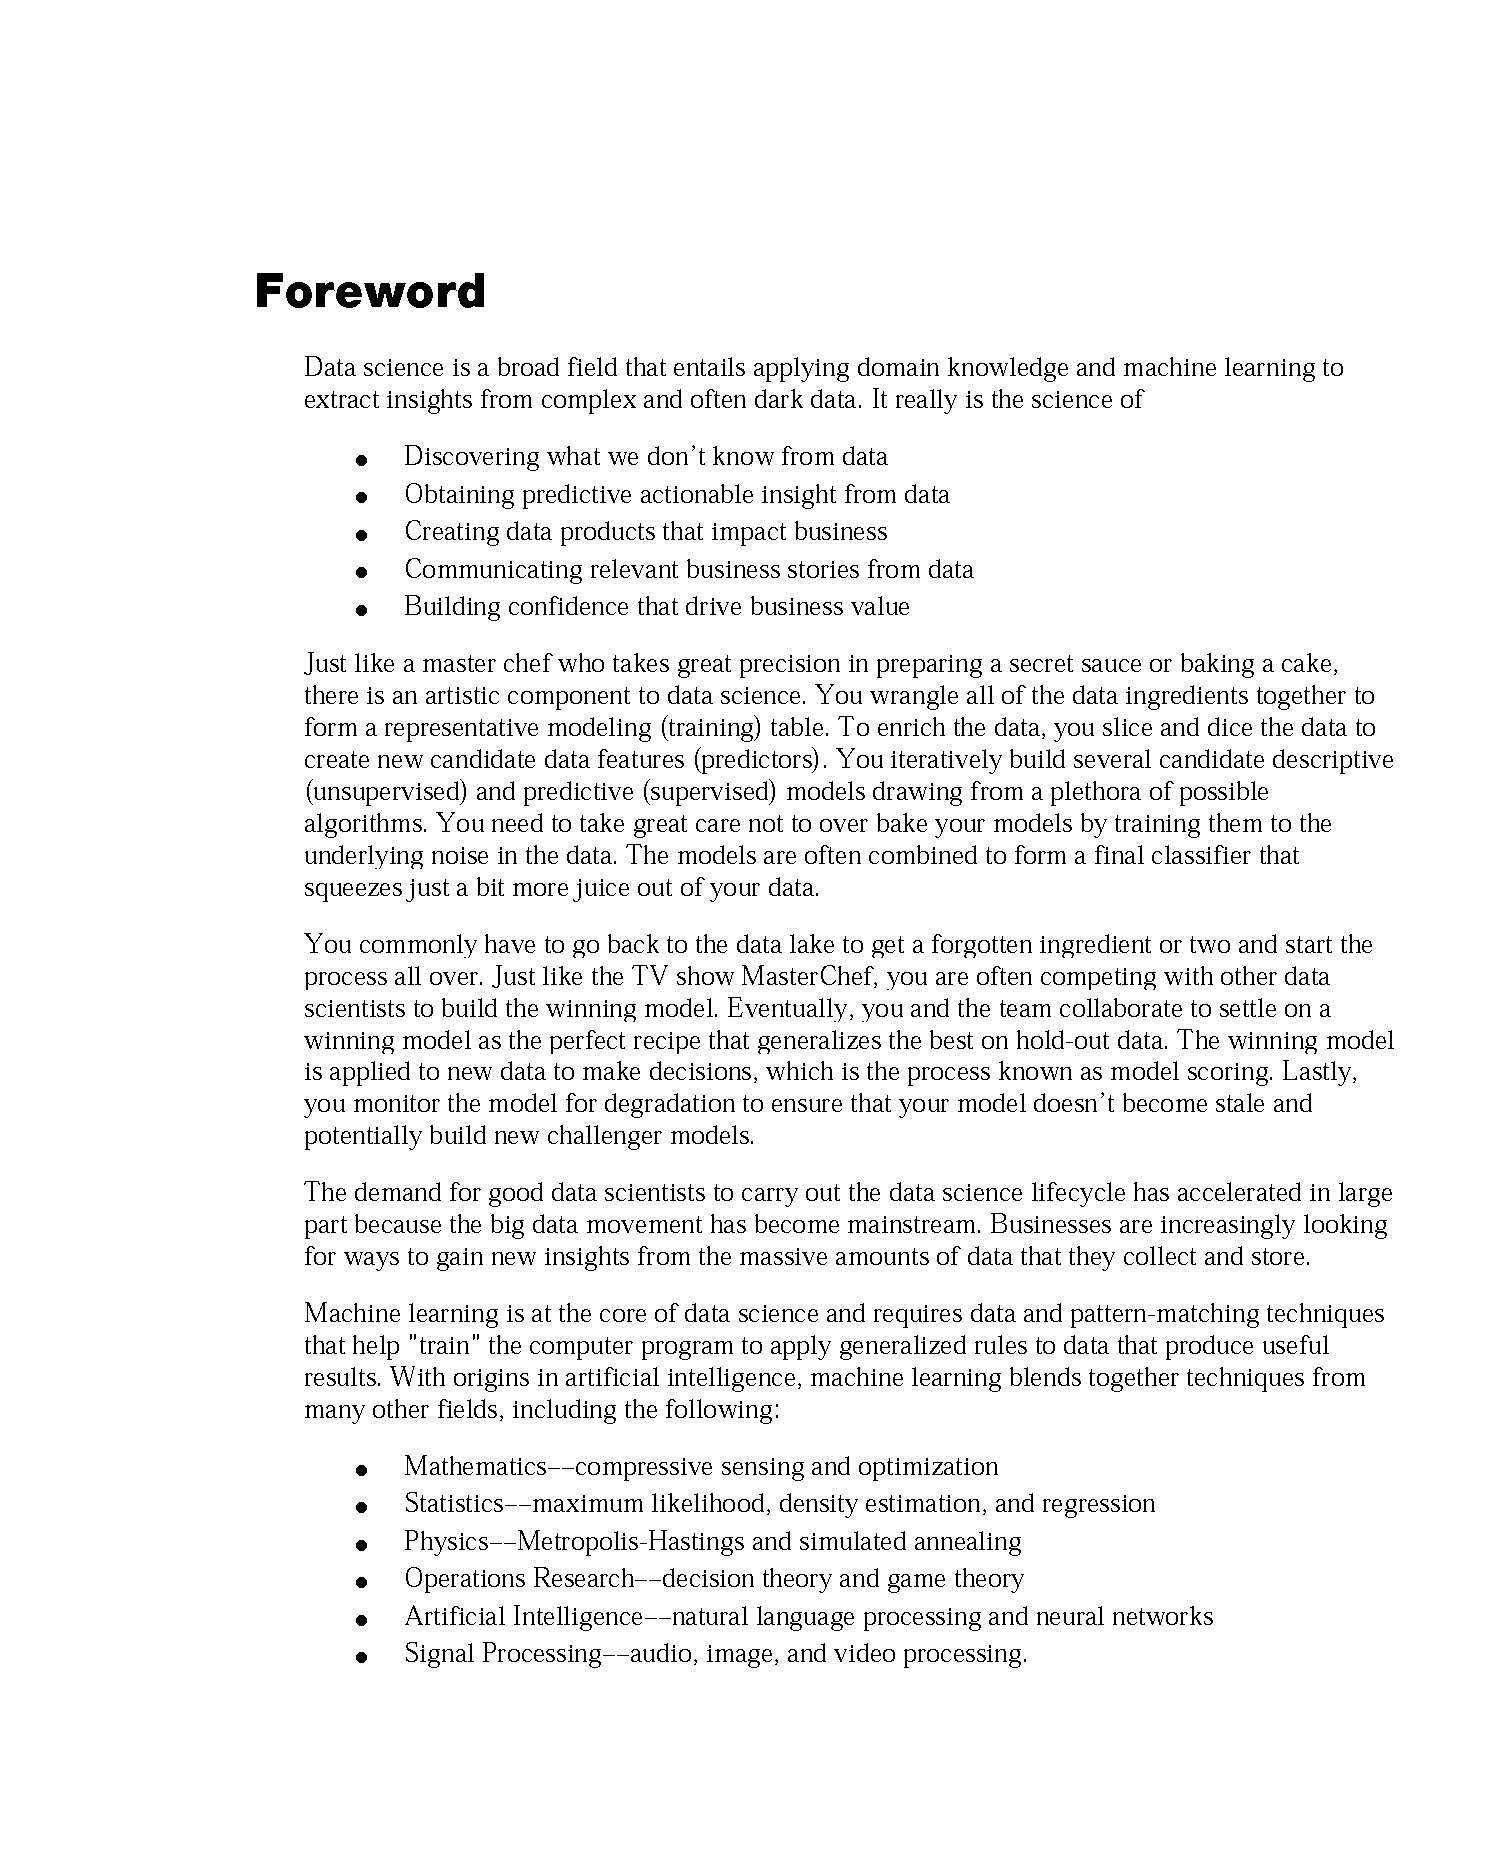 Foreword
Data science is a broad field that entails applying domain knowledge and machine learning to
extract insights from complex and often dark data. It really is the science of
● Discovering what we don’t know from data
● Obtaining predictive actionable insight from data
● Creating data products that impact business
● Communicating relevant business stories from data
● Building confidence that drive business value
Just like a master chef who takes great precision in preparing a secret sauce or baking a cake,
there is an artistic component to data science. You wrangle all of the data ingredients together to
form a representative modeling (training) table. To enrich the data, you slice and dice the data to
create new candidate data features (predictors). You iteratively build several candidate descriptive
(unsupervised) and predictive (supervised) models drawing from a plethora of possible
algorithms. You need to take great care not to over bake your models by training them to the
underlying noise in the data. The models are often combined to form a final classifier that
squeezes just a bit more juice out of your data.
You commonly have to go back to the data lake to get a forgotten ingredient or two and start the
process all over. Just like the TV show MasterChef, you are often competing with other data
scientists to build the winning model. Eventually, you and the team collaborate to settle on a
winning model as the perfect recipe that generalizes the best on hold-out data. The winning model
is applied to new data to make decisions, which is the process known as model scoring. Lastly,
you monitor the model for degradation to ensure that your model doesn’t become stale and
potentially build new challenger models.
The demand for good data scientists to carry out the data science lifecycle has accelerated in large
part because the big data movement has become mainstream. Businesses are increasingly looking
for ways to gain new insights from the massive amounts of data that they collect and store.
Machine learning is at the core of data science and requires data and pattern-matching techniques
that help "train" the computer program to apply generalized rules to data that produce useful
results. With origins in artificial intelligence, machine learning blends together techniques from
many other fields, including the following:
● Mathematics––compressive sensing and optimization
● Statistics––maximum likelihood, density estimation, and regression
● Physics––Metropolis-Hastings and simulated annealing
● Operations Research––decision theory and game theory
● Artificial Intelligence––natural language processing and neural networks
● Signal Processing––audio, image, and video processing.